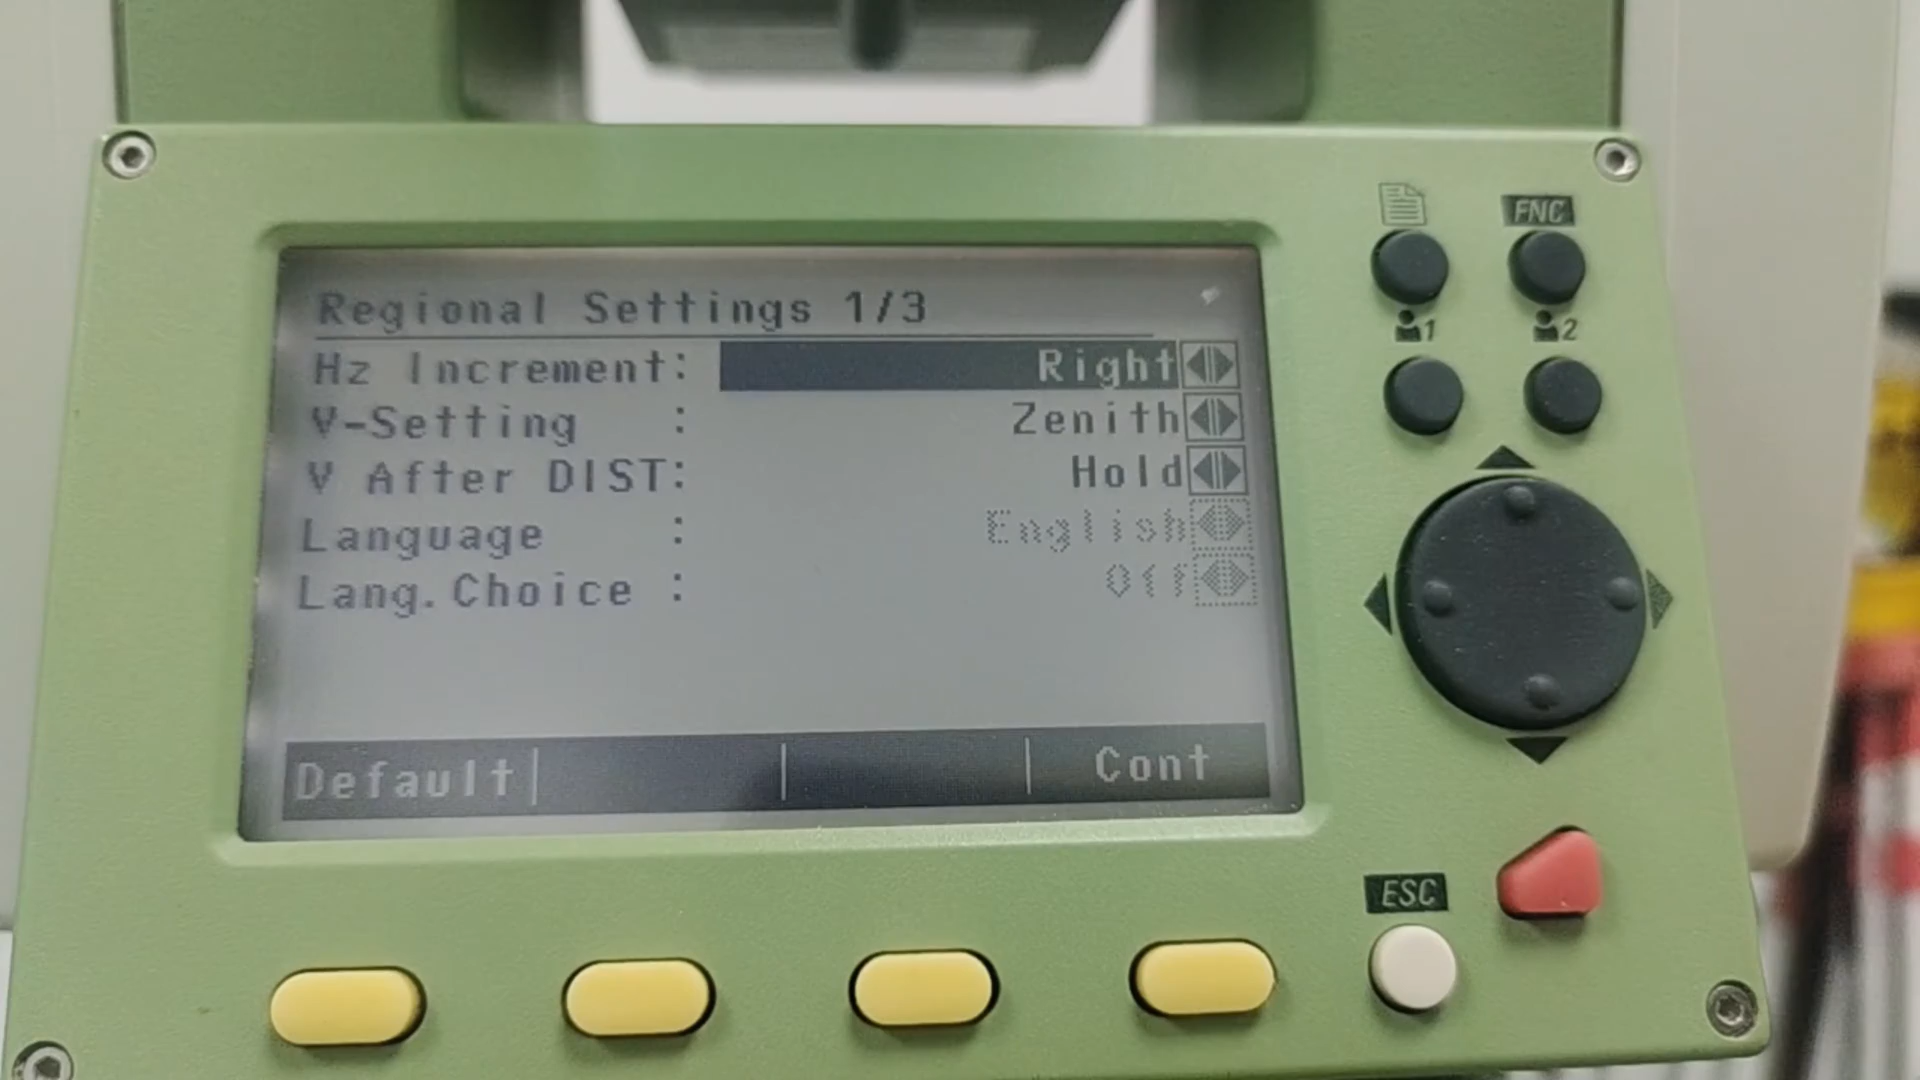 FNC
Regional Settings 1/3
1 2
Hz Increment: Right
V-Setting : Zenith
V After DIST: Hold
Language : English
Lang.Choice : Off
Default Cont
ESC